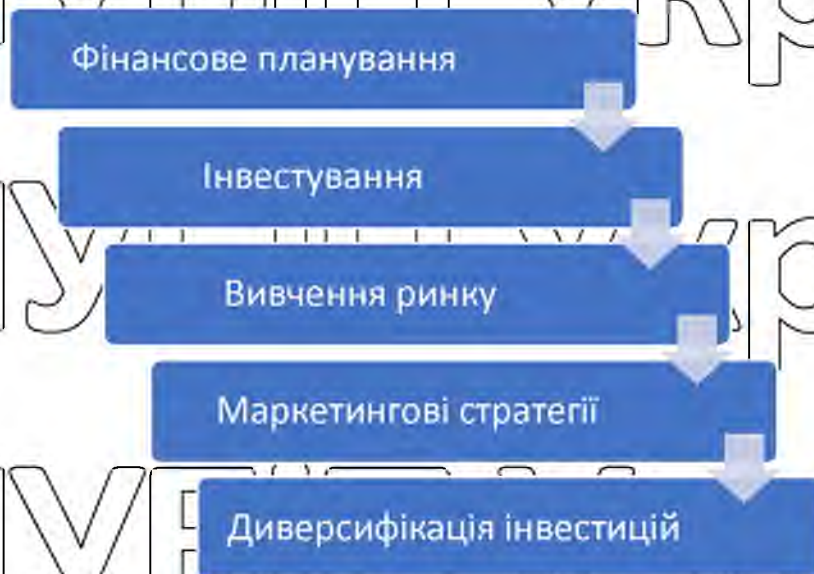 Фінансове планування
Інвестування
Вивчення ринку
Маркетингові стратегії
Диверсифікація інвестицій